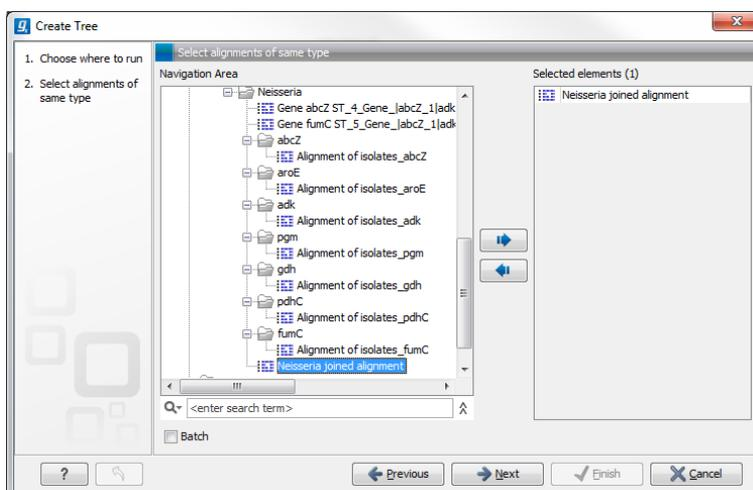 Create Tree
1. Choose where to run
2. Select alignments of
same type
Select alignments of same type
Navigation Area
Neisseria
Gene abcZ ST_4_Gene_|abcZ_1|adk
Gene fumC ST_5_Gene_|abcZ_1|adk
abcZ
Alignment of isolates_abcZ
aroE
Alignment of isolates_aroE
adk
Alignment of isolates_adk
pgm
Alignment of isolates_pgm
gdh
Alignment of isolates_gdh
pdhC
Alignment of isolates_pdhC
fumC
Alignment of isolates_fumC
Neisseria joined alignment
<enter search term>
Batch
Selected elements (1)
Neisseria joined alignment
?
Previous
Next
Finish
Cancel